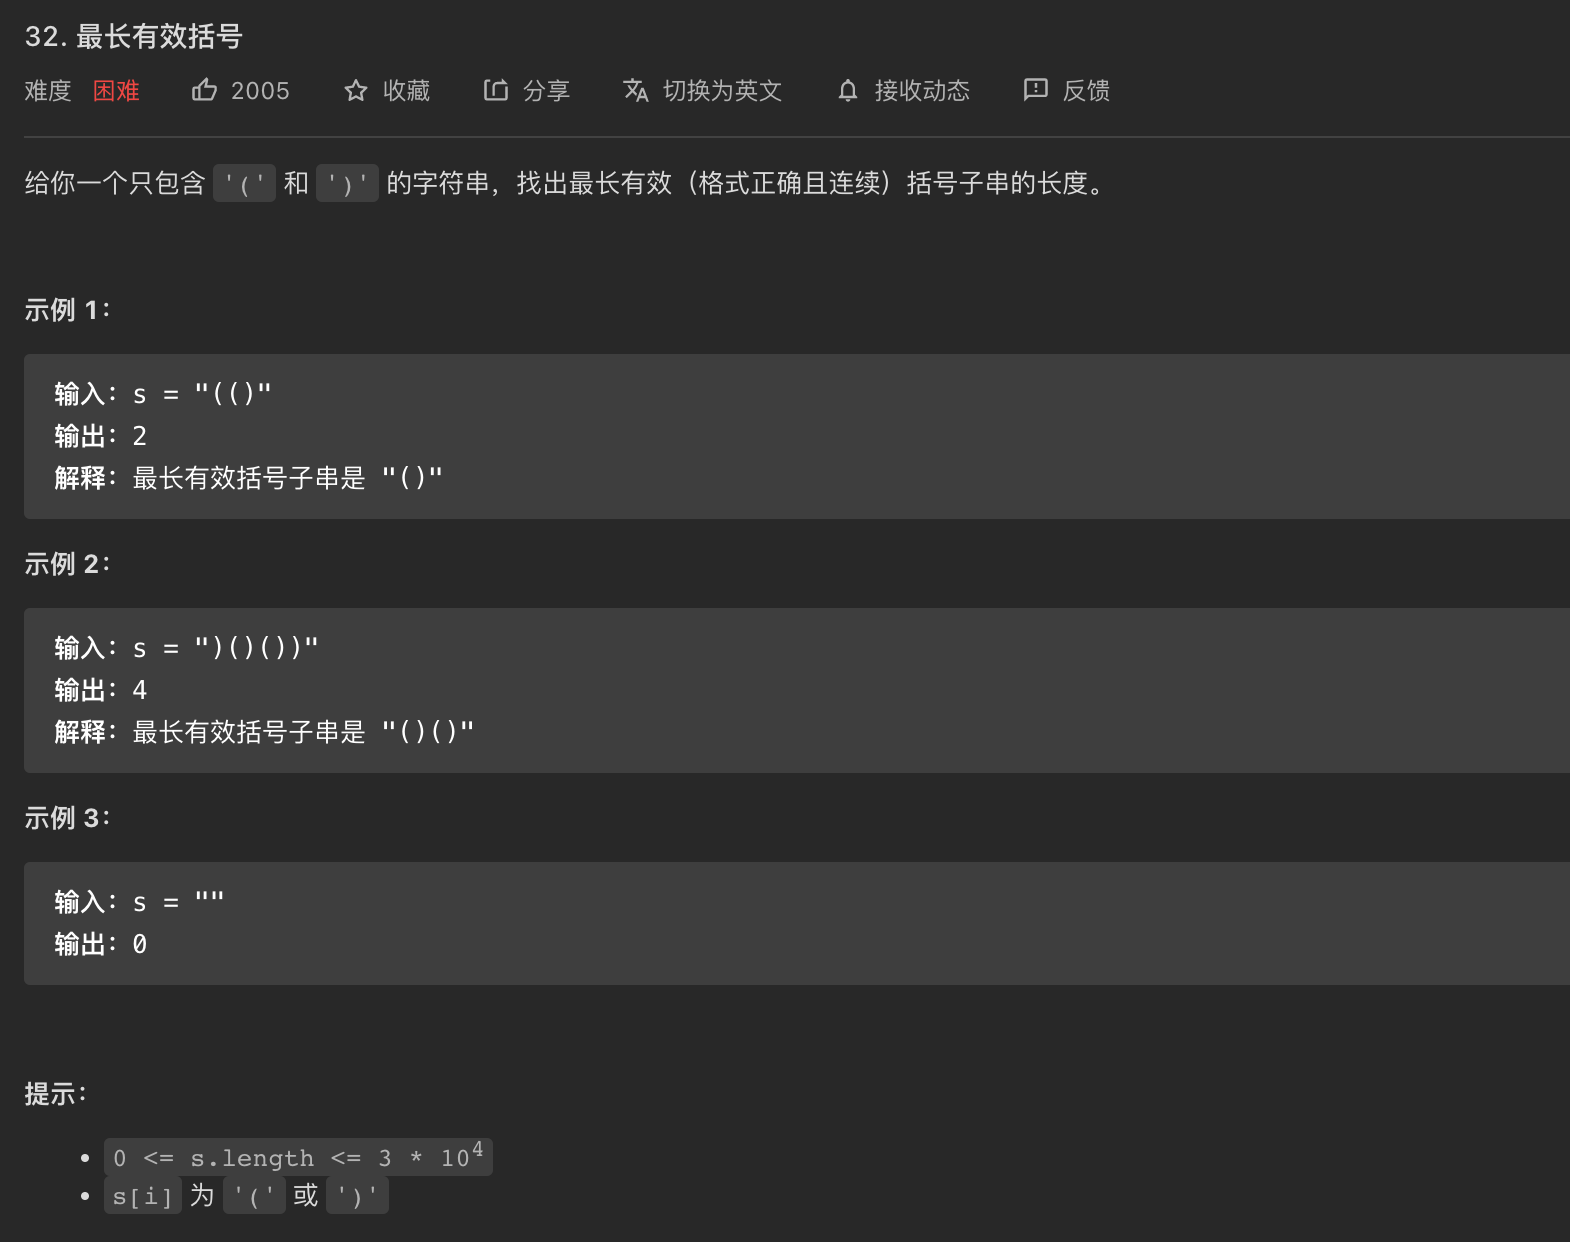 32. 最长有效括号
难度 困难 2005 收藏 分享 切换为英文 接收动态 反馈
给你一个只包含 '(' 和 ')' 的字符串，找出最长有效（格式正确且连续）括号子串的长度。
示例 1：
输入：s = "(()"
输出：2
解释：最长有效括号子串是 "()"
示例 2：
输入：s = ")()())"
输出：4
解释：最长有效括号子串是 "()()"
示例 3：
输入：s = ""
输出：0
提示：
• 0 <= s.length <= 3 * 10⁴
• s[i] 为 '(' 或 ')'